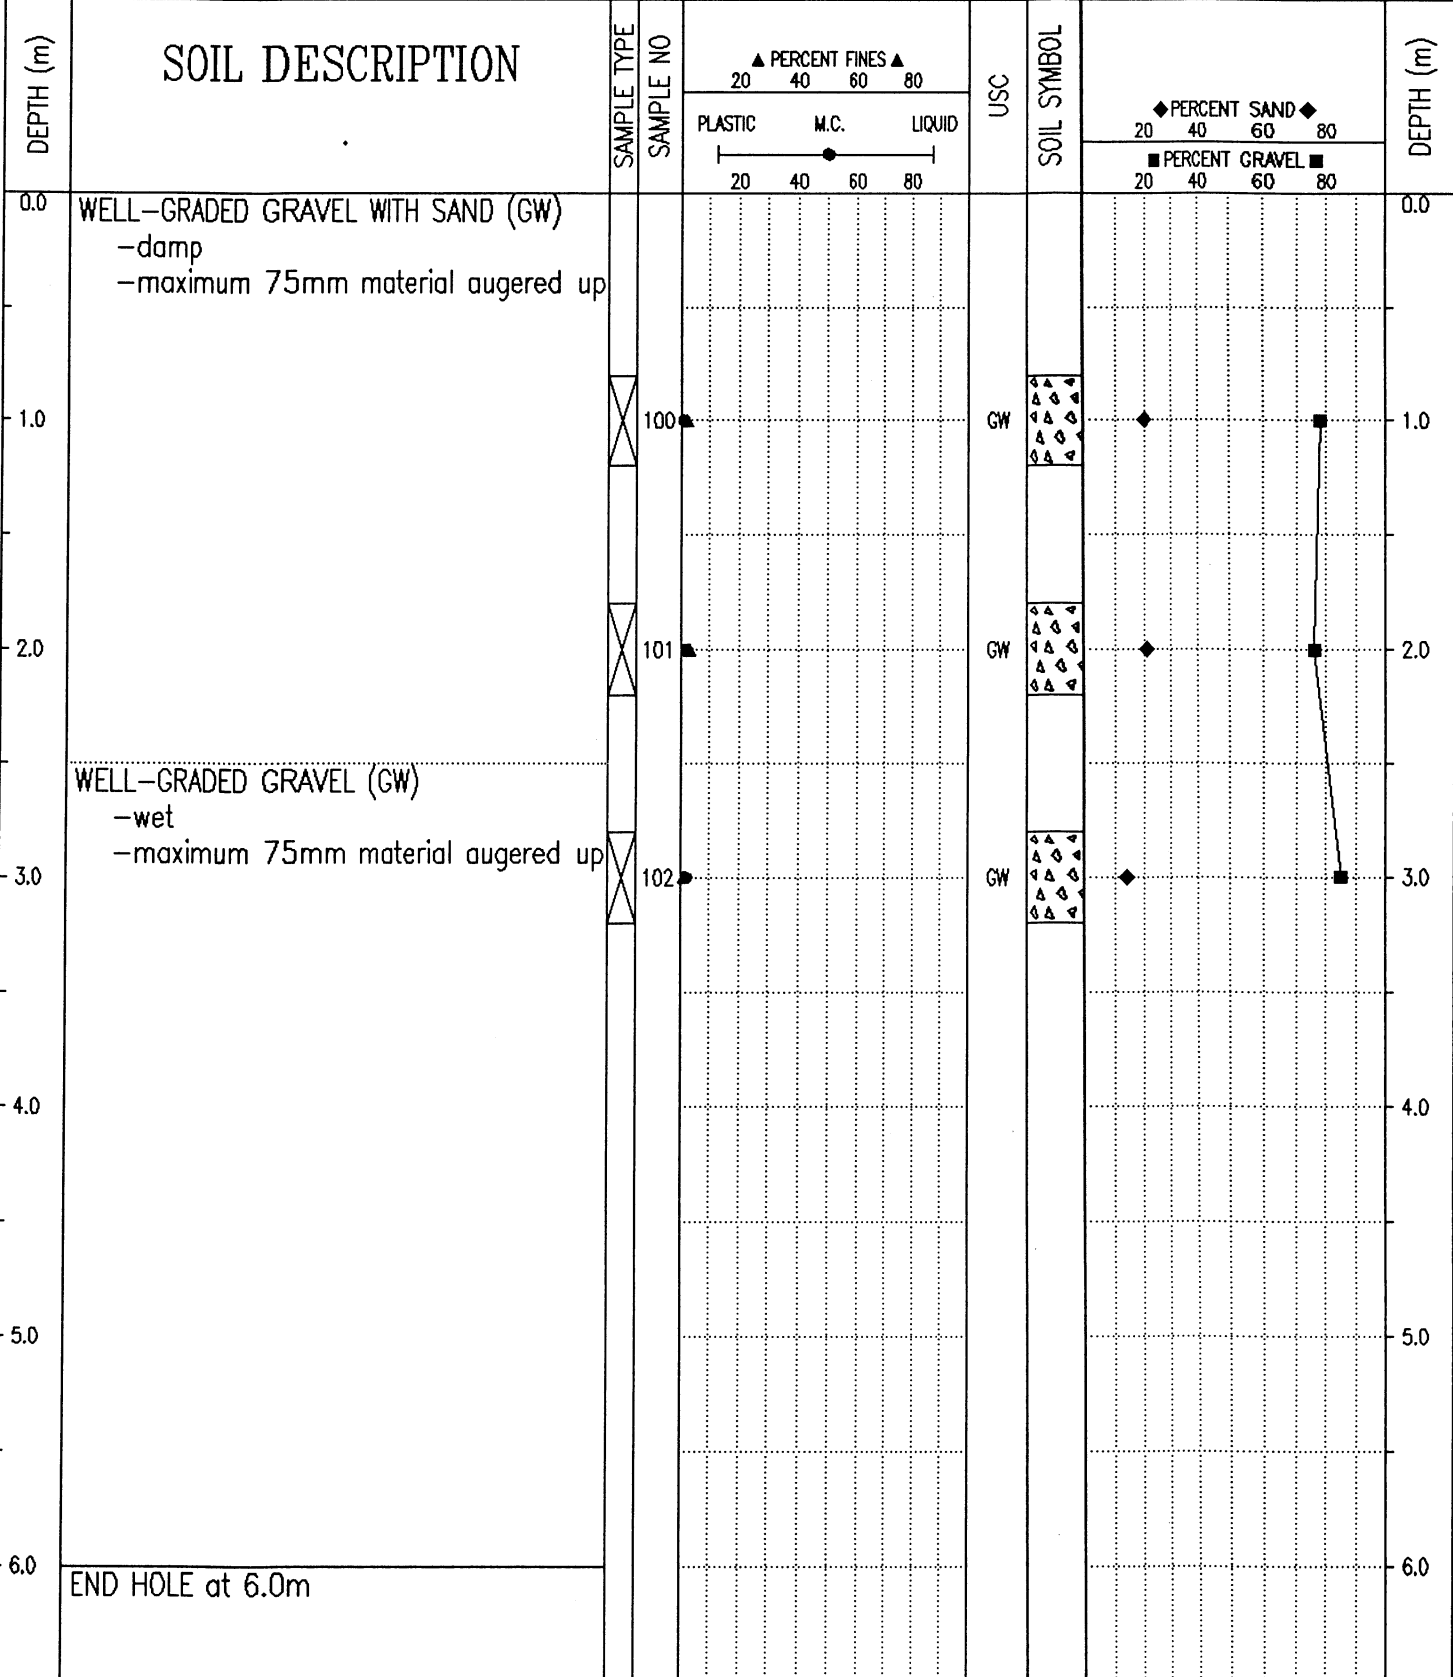 DEPTH (m)
SOIL DESCRIPTION
SAMPLE TYPE
SAMPLE NO
▲ PERCENT FINES ▲
20 40 60 80
PLASTIC M.C. LIQUID
20 40 60 80
USC
SOIL SYMBOL
◆PERCENT SAND◆
20 40 60 80
■PERCENT GRAVEL■
20 40 60 80
DEPTH (m)
0.0 WELL-GRADED GRAVEL WITH SAND (GW) 0.0
-damp
-maximum 75mm material augered up
1.0 100 GW 1.0
2.0 101 GW 2.0
WELL-GRADED GRAVEL (GW)
-wet
-maximum 75mm material augered up
3.0 102 GW 3.0
4.0 4.0
5.0 5.0
6.0 6.0
END HOLE at 6.0m